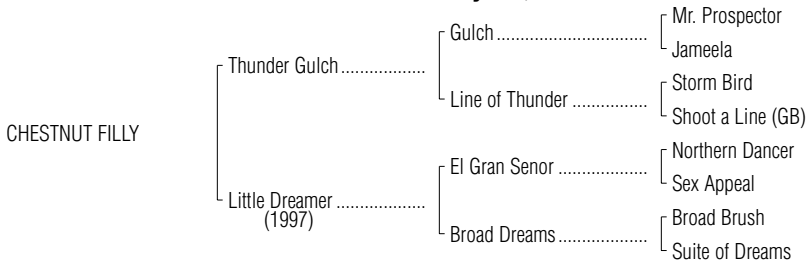 Mr. Prospector
Gulch................................
Jameela
Thunder Gulch..................
Storm Bird
Line of Thunder ................
Shoot a Line (GB)
CHESTNUT FILLY
Northern Dancer
El Gran Senor ...................
Sex Appeal
Little Dreamer ...................
(1997)
Broad Brush
Broad Dreams...................
Suite of Dreams